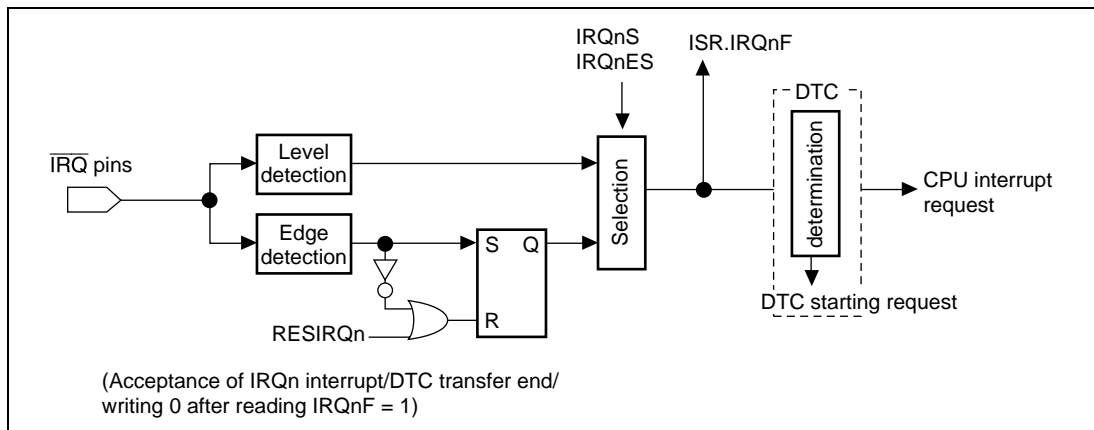 IRQnS
IRQnES
ISR.IRQnF
DTC
IRQ pins
Level
detection
Edge
detection
S Q
R
RESIRQn
Selection
determination
CPU interrupt
request
DTC starting request
(Acceptance of IRQn interrupt/DTC transfer end/
writing 0 after reading IRQnF = 1)